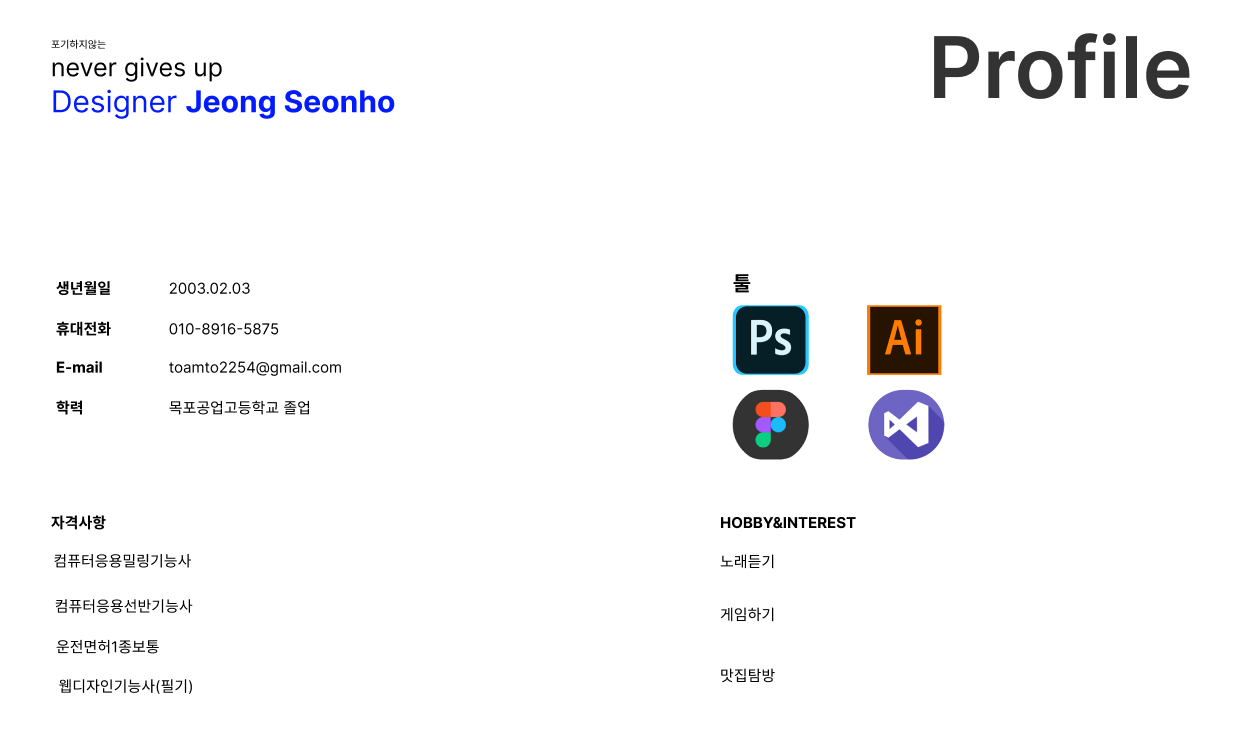 포기하지않는
never gives up
Designer Jeong Seonho
Profile
생년월일 2003.02.03
휴대전화 010-8916-5875
E-mail toamto2254@gmail.com
학력 목포공업고등학교 졸업
툴
Ps Ai
자격사항
컴퓨터응용밀링기능사
컴퓨터응용선반기능사
운전면허1종보통
웹디자인기능사(필기)
HOBBY&INTEREST
노래듣기
게임하기
맛집탐방